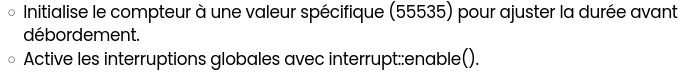 ○ Initialise le compteur à une valeur spécifique (55535) pour ajuster la durée avant
débordement.
○ Active les interruptions globales avec interrupt::enable().